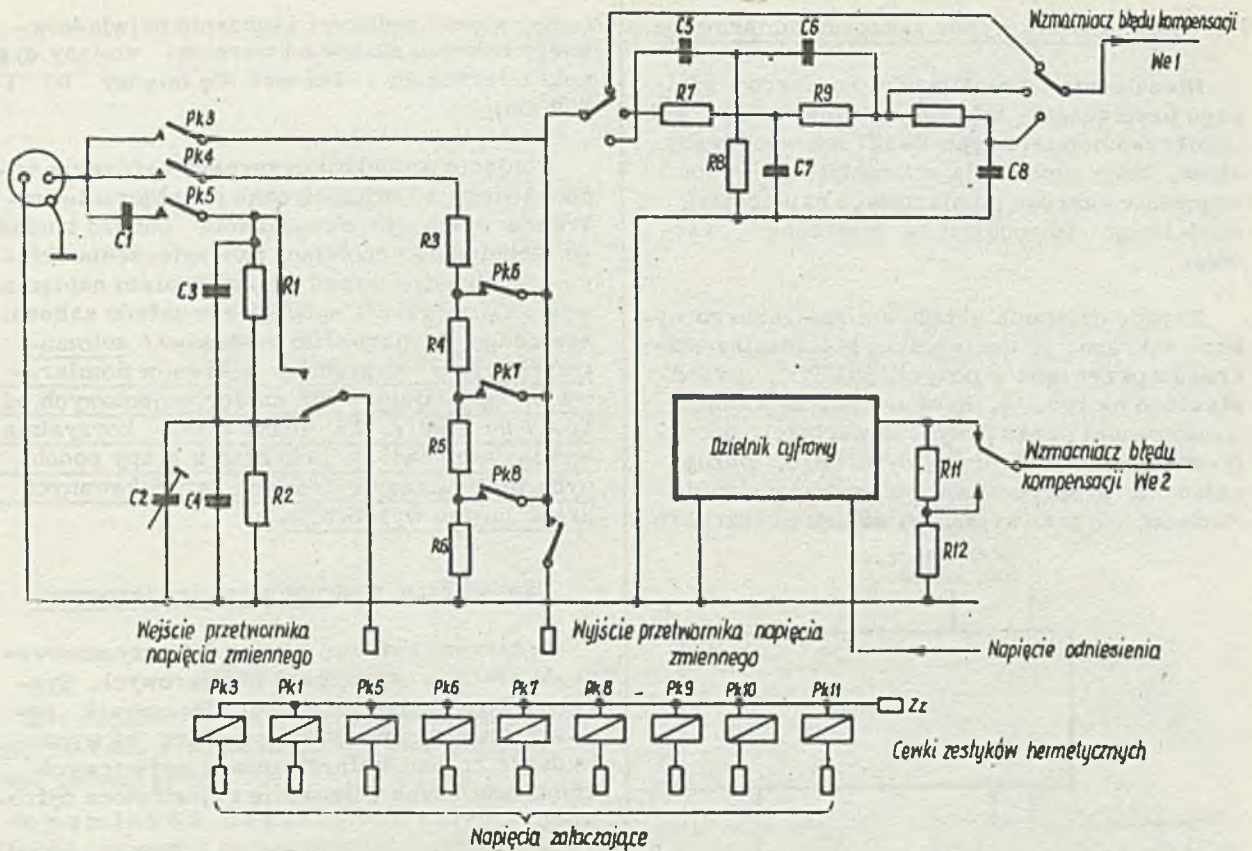 Wzmacniacz błędu kompensacji
We 1
C5
C6
R7
R9
R8
C7
C8
Pk3
Pk4
Pk5
C1
C3
R1
R3
Pk6
R4
Pk7
R5
Pk8
R6
C2
C4
R2
Dzielnik cyfrowy
R11
R12
Wzmacniacz błędu
kompensacji We 2
Wejście przetwornika
napięcia zmiennego
Wyjście przetwornika napięcia
zmiennego
Napięcie odniesienia
Pk3 Pk1 Pk5 Pk6 Pk7 Pk8 Pk9 Pk10 Pk11
Zz
Cewki zestyków hermetycznych
Napięcia załączające